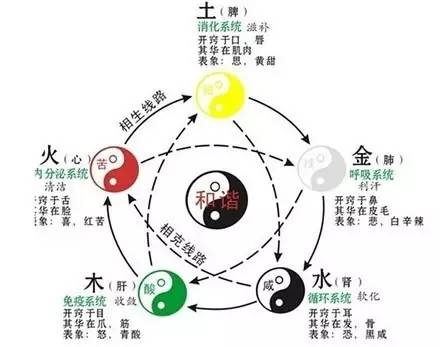 土（脾）
消化系统 滋补
开窍于口，唇
其华在肌肉
表象：思，黄甜
相生线路
火（心）
苦
内分泌系统
清洁
开窍于舌
其华在脸
表象：喜，红苦
金（肺）
呼吸系统
利汗
开窍于鼻
其华在皮毛
表象：悲，白辛辣
和谐
相克线路
木（肝）
酸
免疫系统 收敛
开窍于目
其华在爪，筋
表象：怒，青酸
水（肾）
咸
循环系统 软化
开窍于耳
其华在发，骨
表象：恐，黑咸